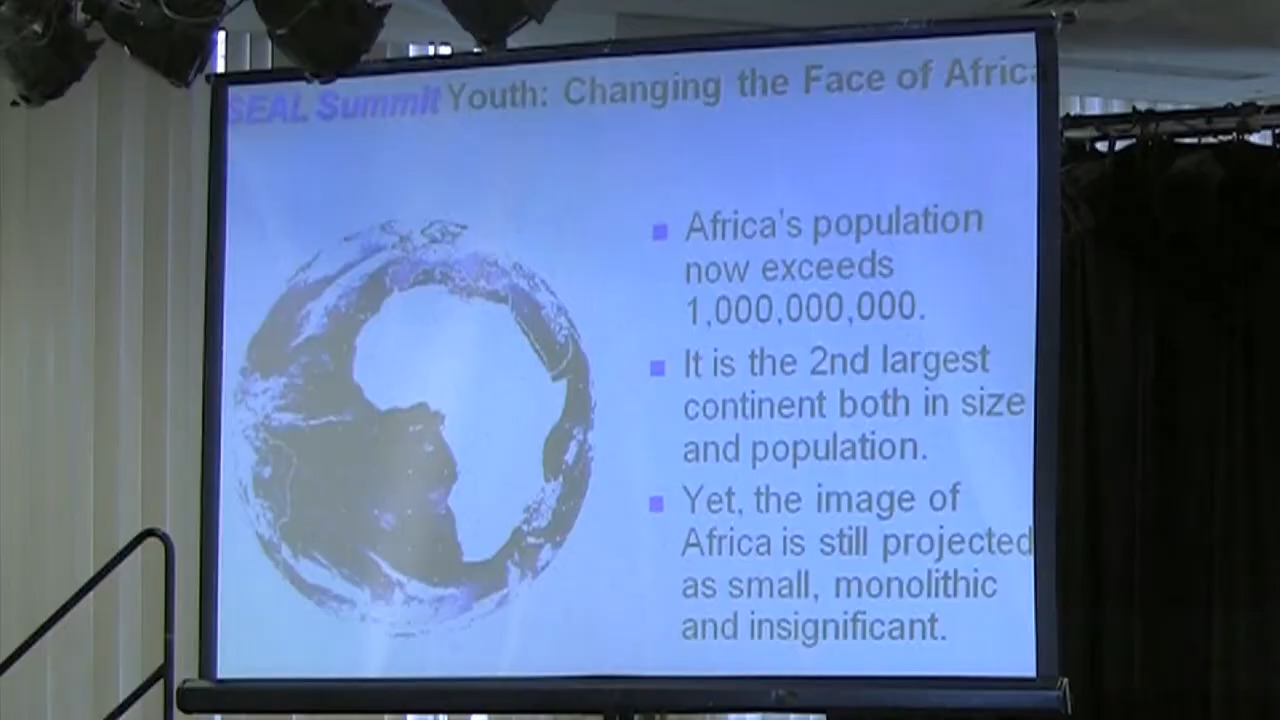 SEAL Summit Youth: Changing the Face of Africa
Africa's population
now exceeds
1,000,000,000.
It is the 2nd largest
continent both in size
and population.
Yet, the image of
Africa is still projected
as small, monolithic
and insignificant.